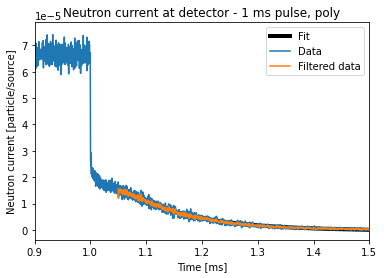 Neutron current at detector - 1 ms pulse, poly
1e-5
Fit
Data
Filtered data
Neutron current [particle/source]
7
6
5
4
3
2
1
0
0.9 1.0 1.1 1.2 1.3 1.4 1.5
Time [ms]